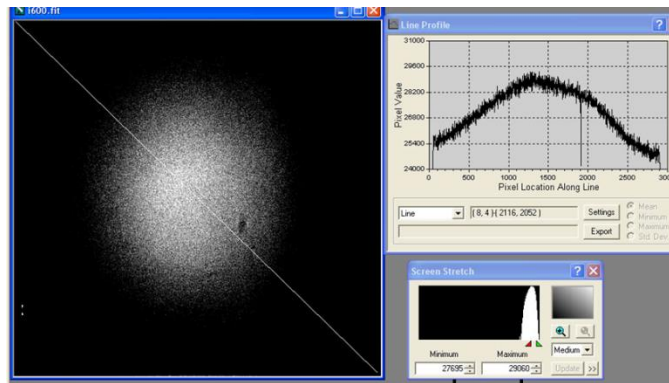 i600.fit
Line Profile
31000
29600
28200
26800
25400
24000
Pixel Value
0 500 1000 1500 2000 2500 3000
Pixel Location Along Line
Line
( 8, 4 )-( 2116, 2052 )
Settings
Export
Mean
Minimum
Maximum
Std. Dev.
Screen Stretch
Minimum
Maximum
Medium
27695
29060
Update
>>